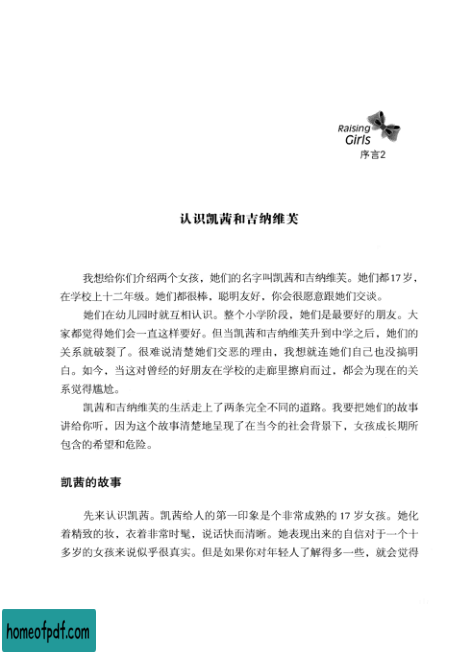 Raising
Girls
序言2
认识凯茜和吉纳维芙
我想给你们介绍两个女孩，她们的名字叫凯茜和吉纳维芙。她们都17岁，
在学校上十二年级。她们都很棒，聪明友好，你会很愿意跟她们交谈。
她们在幼儿园时就互相认识。整个小学阶段，她们是最要好的朋友。大
家都觉得她们会一直这样要好。但当凯茜和吉纳维芙升到中学之后，她们的
关系就破裂了。很难说清楚她们交恶的理由，我想就连她们自己也没搞明
白。如今，当这对曾经的好朋友在学校的走廊里擦肩而过，都会为现在的关
系觉得尴尬。
凯茜和吉纳维芙的生活走上了两条完全不同的道路。我要把她们的故事
讲给你听，因为这个故事清楚地呈现了在当今的社会背景下，女孩成长期所
包含的希望和危险。
凯茜的故事
先来认识凯茜。凯茜给人的第一印象是个非常成熟的 17 岁女孩。她化
着精致的妆，衣着非常时髦，说话快而清晰。她表现出来的自信对于一个十
多岁的女孩来说似乎很真实。但是如果你对年轻人了解得多一些，就会觉得
homeofpdf.com